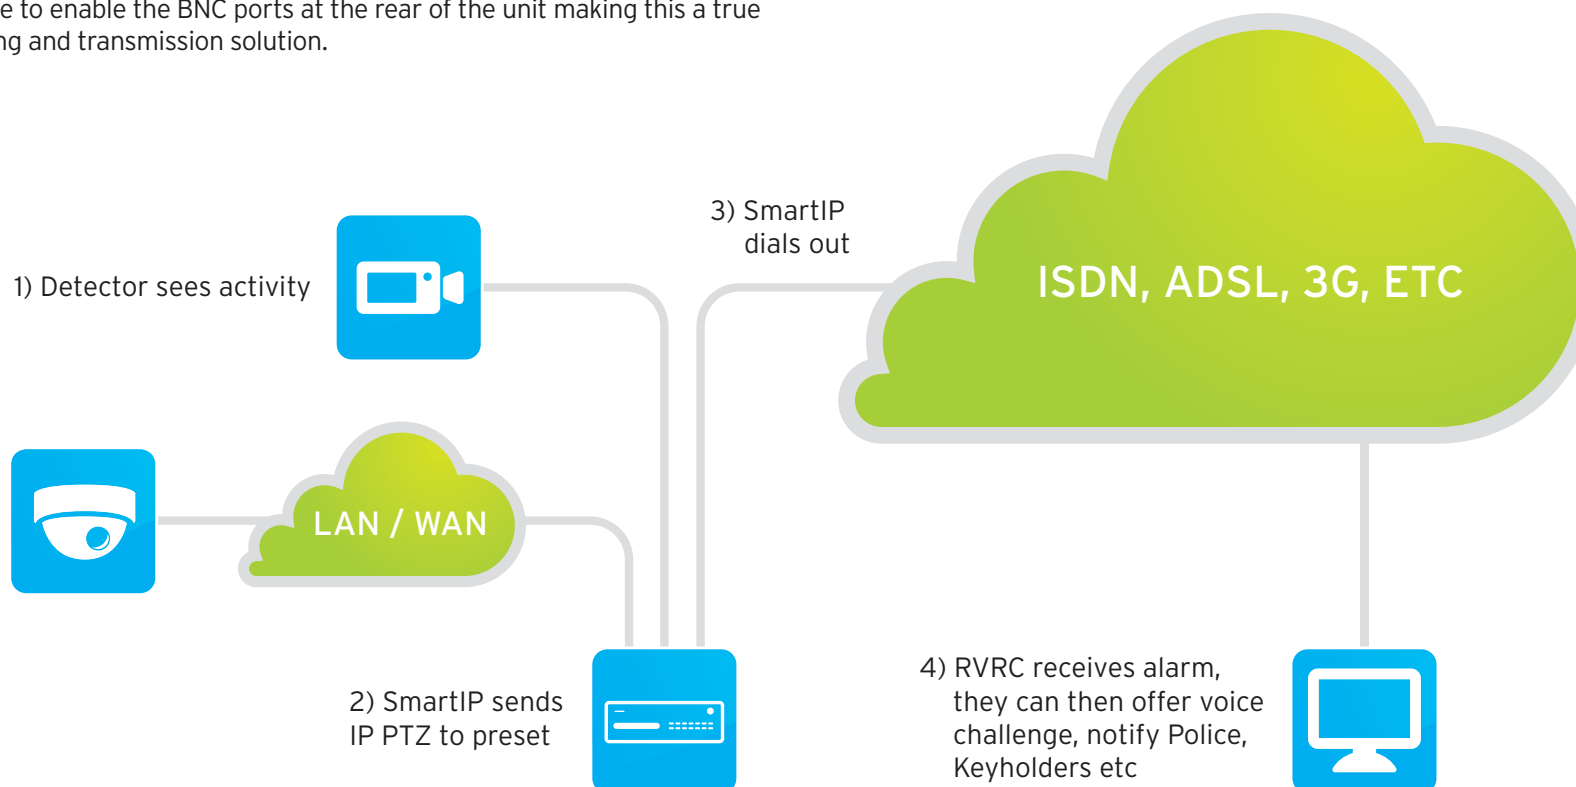 to enable the BNC ports at the rear of the unit making this a true
and transmission solution.
3) SmartIP
dials out
1) Detector sees activity
ISDN, ADSL, 3G, ETC
LAN / WAN
2) SmartIP sends
IP PTZ to preset
4) RVRC receives alarm,
they can then offer voice
challenge, notify Police,
Keyholders etc